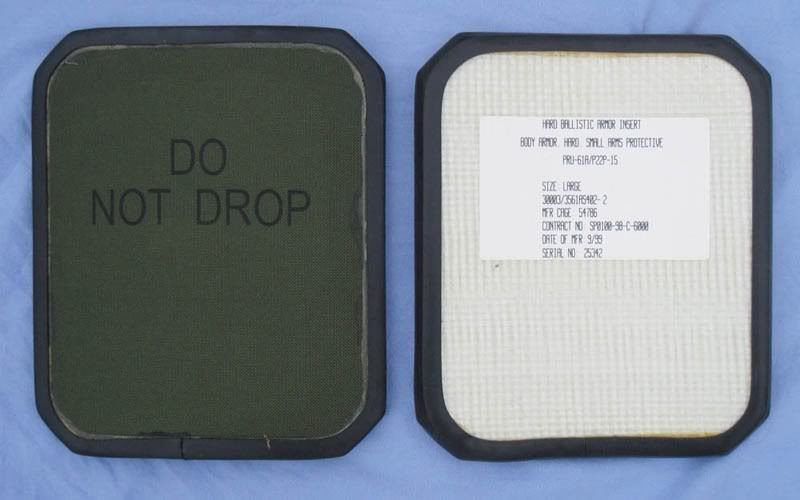 DO
NOT DROP
HARD BALLISTIC ARMOR INSERT
BODY ARMOR, HARD, SMALL ARMS PROTECTIVE
PRU-61A/P22P-15
SIZE: LARGE
30003/3561AS402-2
MFR CAGE: 54786
CONTRACT NO: SP0100-98-C-6000
DATE OF MFR: 9/99
SERIAL NO: 25342